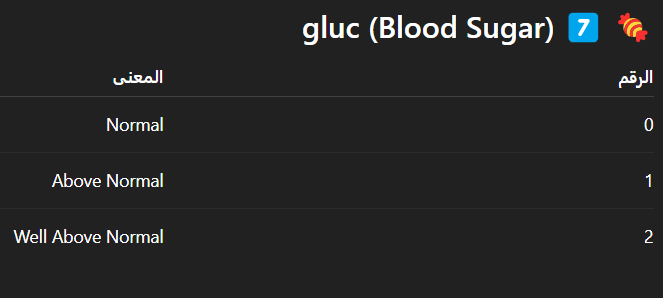 🍬 7️⃣ gluc (Blood Sugar)
الرقم المعنى
0 Normal
1 Above Normal
2 Well Above Normal